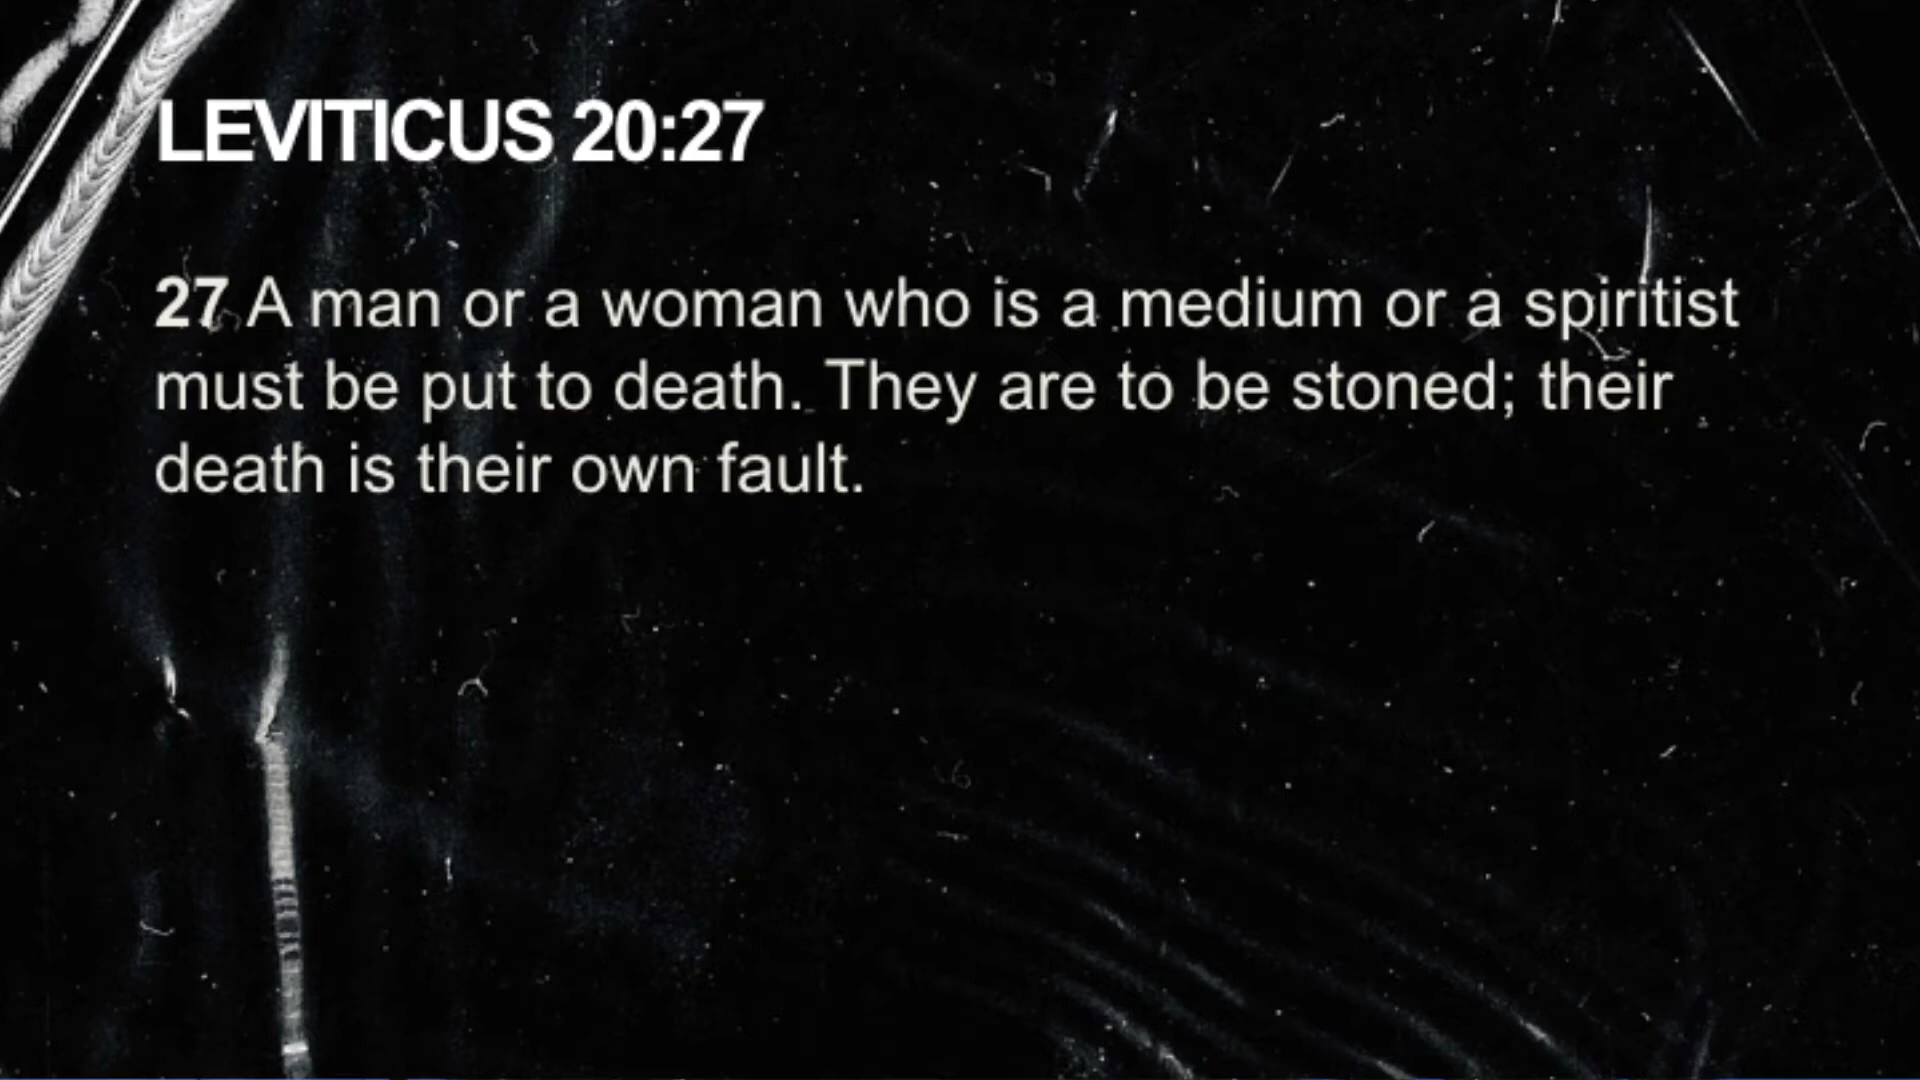 LEVITICUS 20:27
27 A man or a woman who is a medium or a spiritist
must be put to death. They are to be stoned; their
death is their own fault.